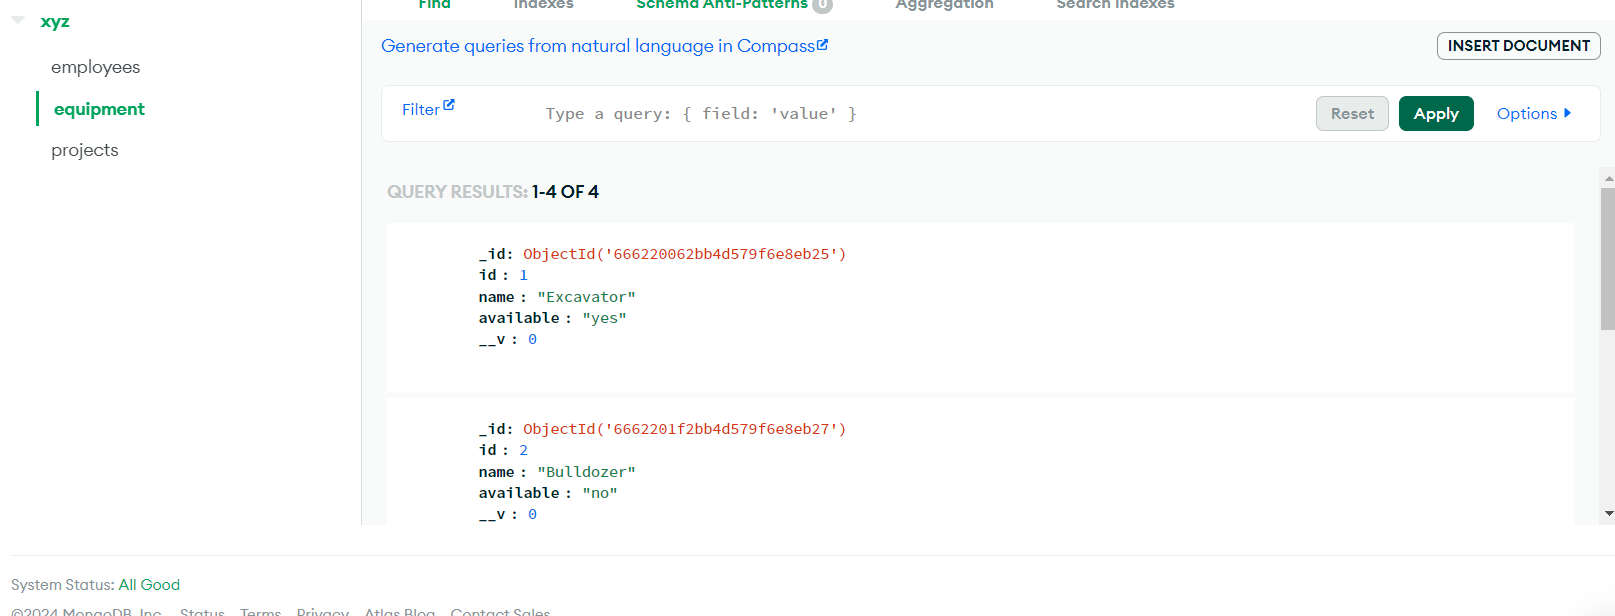 xyz
employees
equipment
projects
Find Indexes Schema Anti-Patterns 0 Aggregation Search Indexes
Generate queries from natural language in Compass
INSERT DOCUMENT
Filter Type a query: { field: 'value' } Reset Apply Options
QUERY RESULTS: 1-4 OF 4
_id: ObjectId('666220062bb4d579f6e8eb25')
id : 1
name : "Excavator"
available : "yes"
__v : 0
_id: ObjectId('6662201f2bb4d579f6e8eb27')
id : 2
name : "Bulldozer"
available : "no"
__v : 0
System Status: All Good
©2024 MongoDB, Inc. Status Terms Privacy Atlas Blog Contact Sales